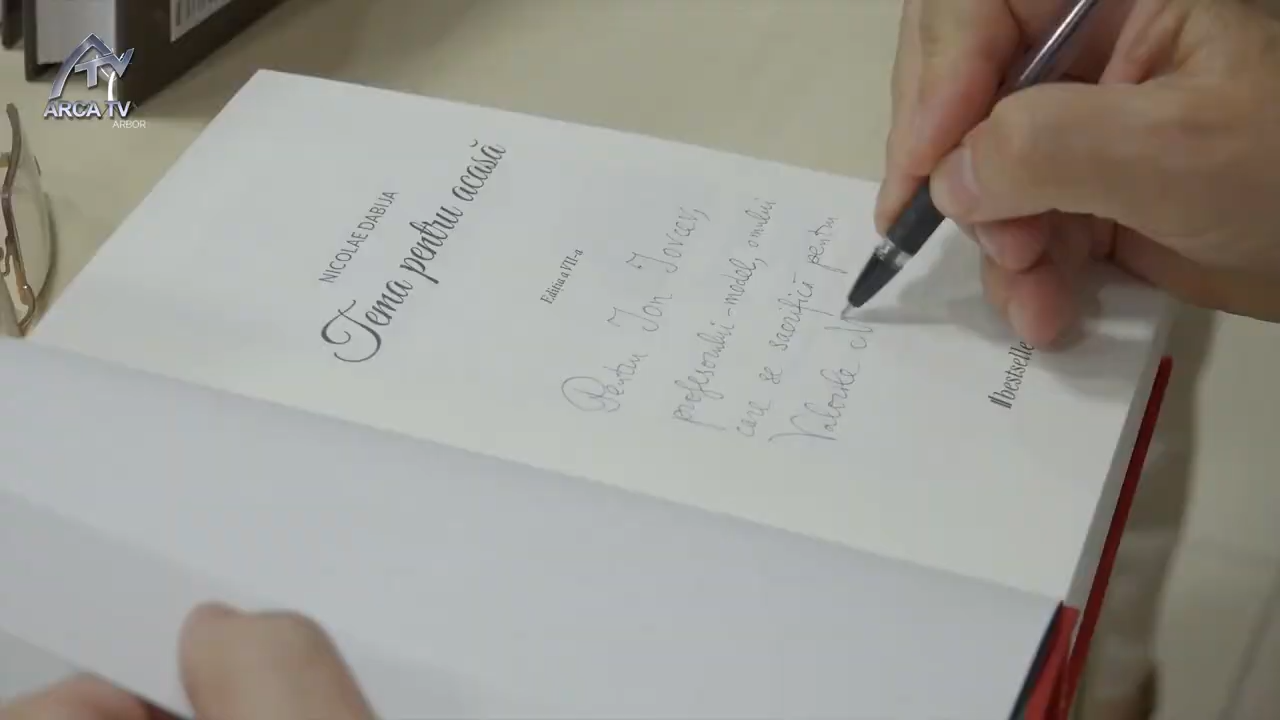 ARCA TV
ARBOR
NICOLAE DABIJA
Tema pentru acasă
Ediția a VII-a
Pentru Ion Iovcev,
profesorului-model, omului
care se sacrifică pentru
Valorile
bestselle